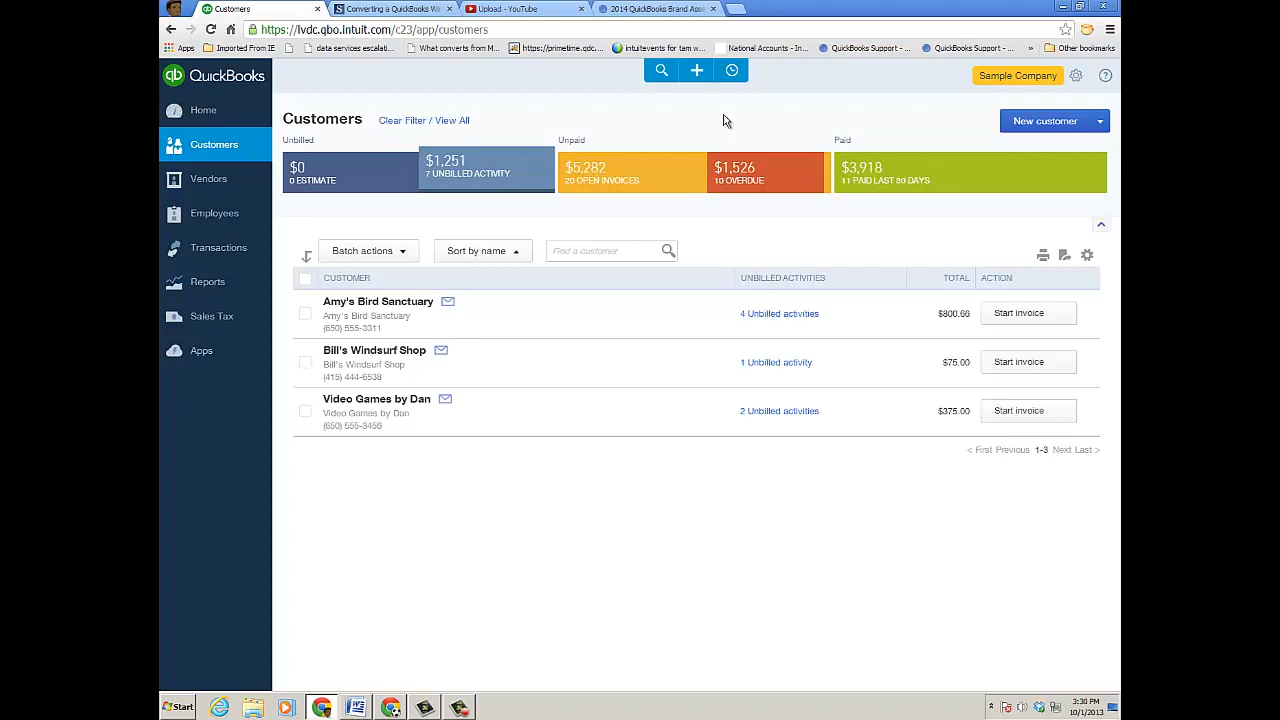 Customers
Converting a QuickBooks Wi
Upload - YouTube
2014 QuickBooks Brand Asse
https://lvdc.qbo.intuit.com/c23/app/customers
Apps
Imported From IE
data services escalati...
What converts from M...
https://primetime.qdc...
intuitevents for tam w...
National Accounts - In...
QuickBooks Support - ...
QuickBooks Support - ...
»
Other bookmarks
qb QuickBooks
Sample Company
Home
Customers
Vendors
Employees
Transactions
Reports
Sales Tax
Apps
Customers
Clear Filter / View All
New customer
Unbilled
Unpaid
Paid
$0
0 ESTIMATE
$1,251
7 UNBILLED ACTIVITY
$5,282
20 OPEN INVOICES
$1,526
10 OVERDUE
$3,918
11 PAID LAST 30 DAYS
Batch actions
Sort by name
Find a customer
CUSTOMER
UNBILLED ACTIVITIES
TOTAL
ACTION
Amy's Bird Sanctuary
Amy's Bird Sanctuary
(650) 555-3311
4 Unbilled activities
$800.66
Start invoice
Bill's Windsurf Shop
Bill's Windsurf Shop
(415) 444-6538
1 Unbilled activity
$75.00
Start invoice
Video Games by Dan
Video Games by Dan
(650) 555-3456
2 Unbilled activities
$375.00
Start invoice
< First Previous 1-3 Next Last >
Start
3:30 PM
10/1/2013